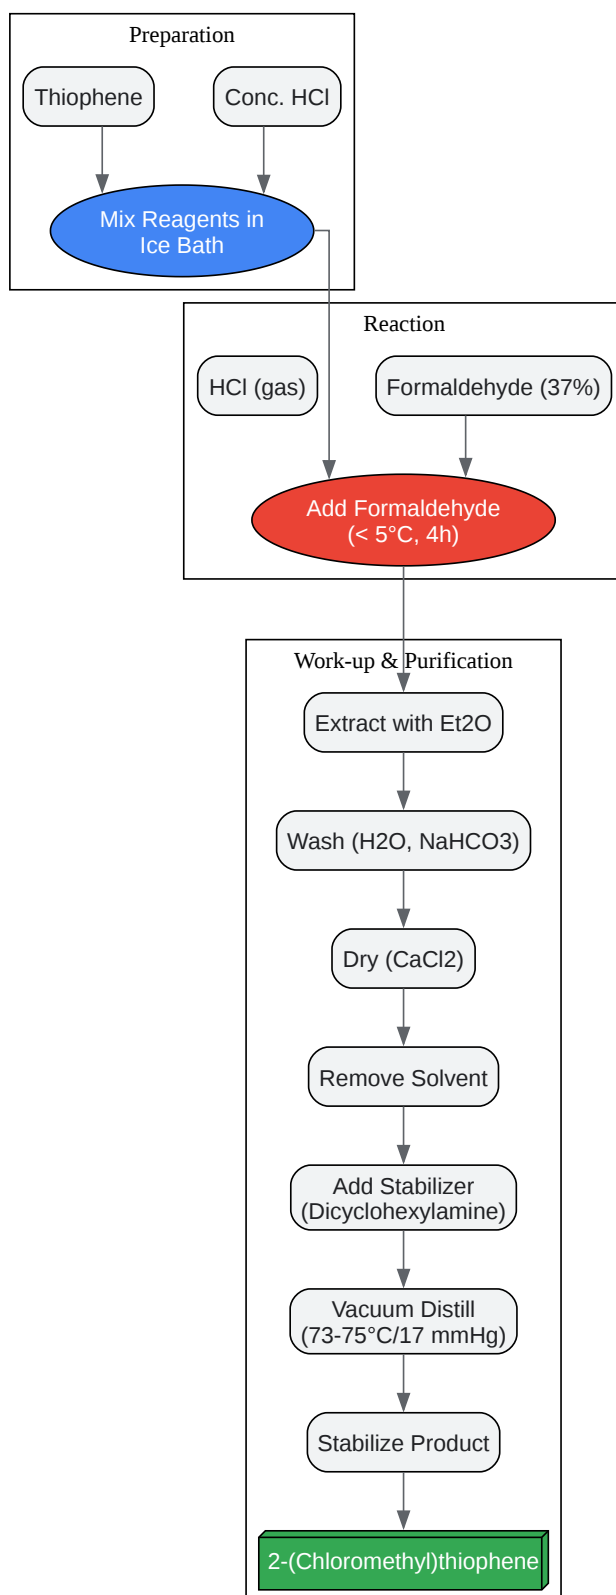 Preparation
Thiophene
Conc. HCl
Mix Reagents in
Ice Bath
Reaction
HCl (gas)
Formaldehyde (37%)
Add Formaldehyde
(< 5°C, 4h)
Work-up & Purification
Extract with Et2O
Wash (H2O, NaHCO3)
Dry (CaCl2)
Remove Solvent
Add Stabilizer
(Dicyclohexylamine)
Vacuum Distill
(73-75°C/17 mmHg)
Stabilize Product
2-(Chloromethyl)thiophene